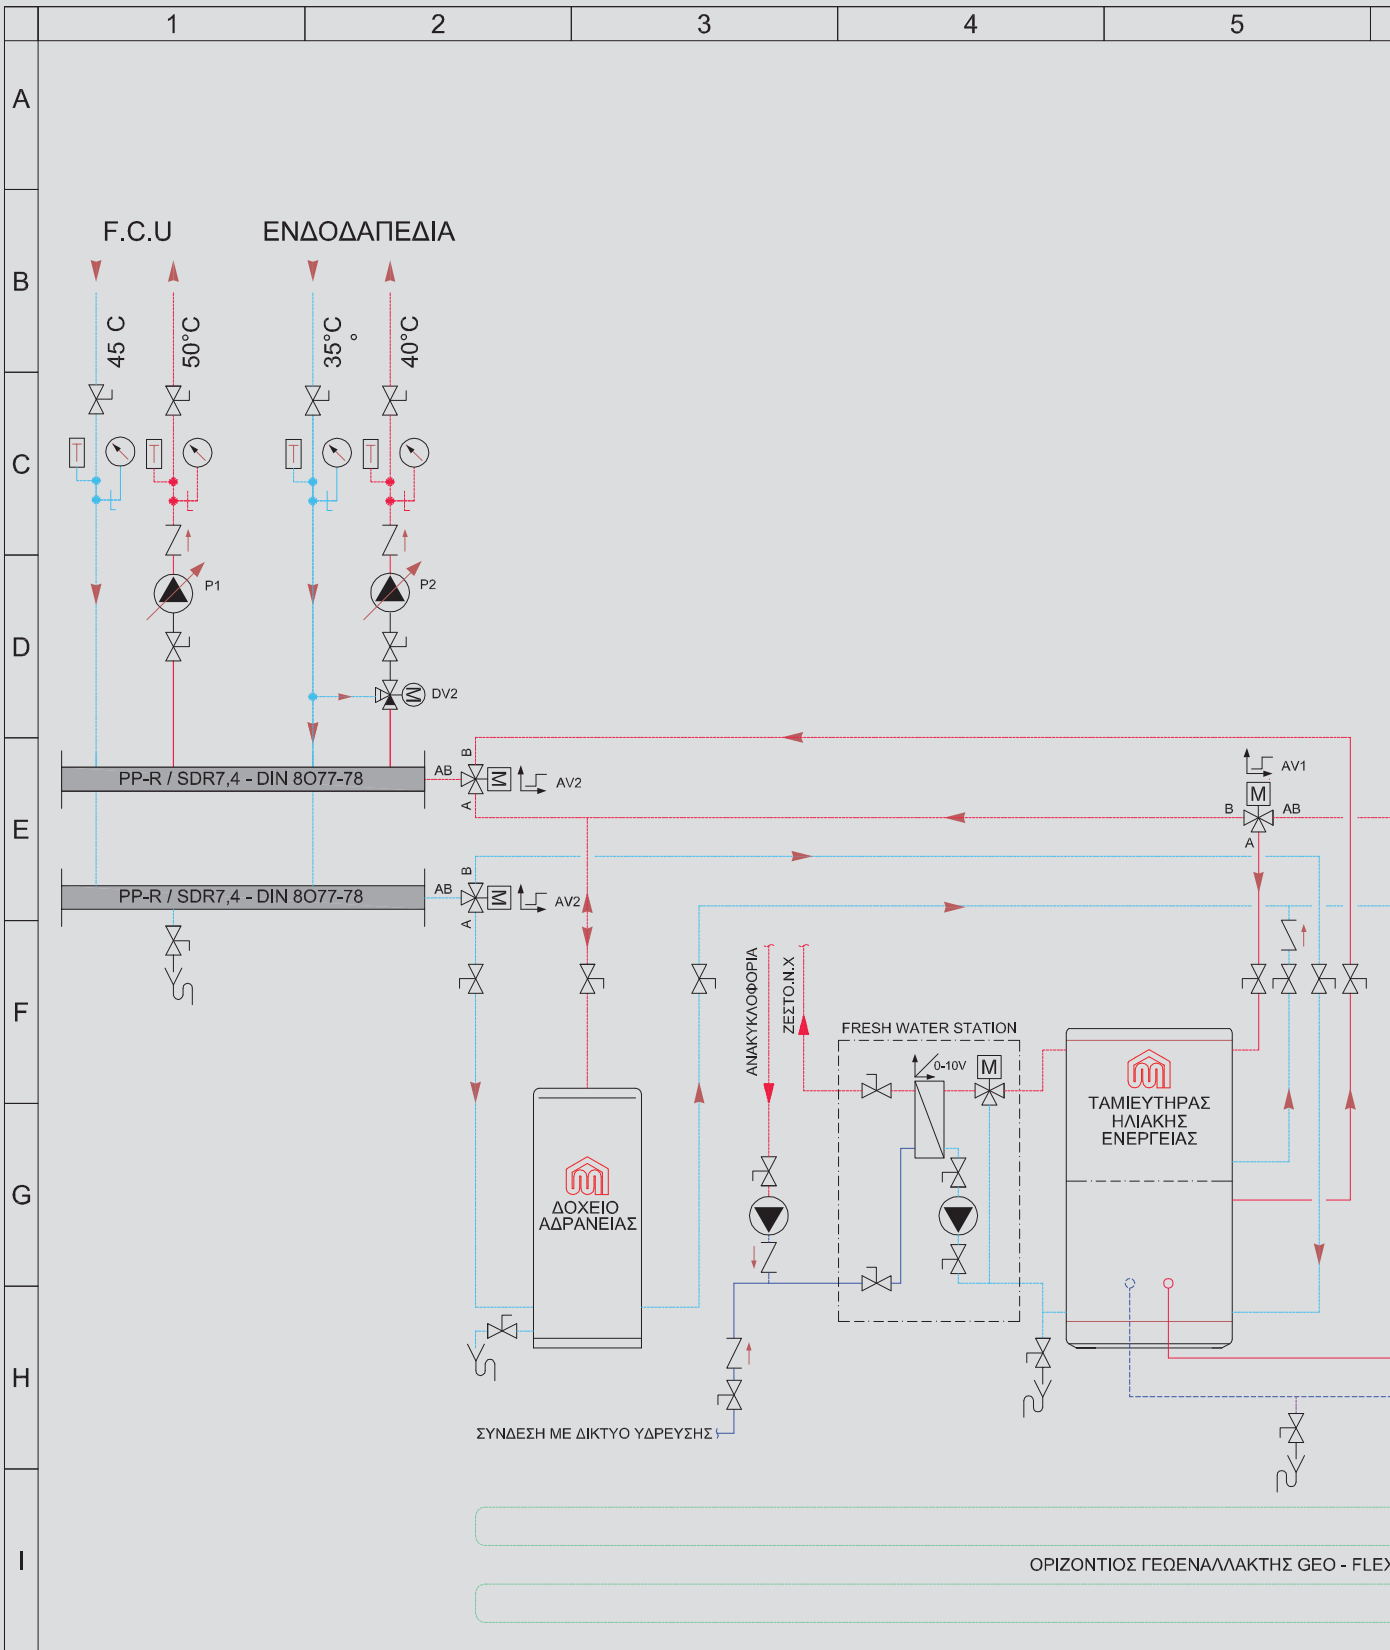 1 2 3 4 5
A
B
C
D
E
F
G
H
I
F.C.U ΕΝΔΟΔΑΠΕΔΙΑ
45 C
50°C
35°C
°
40°C
T T T T
P1 P2
M DV2
PP-R / SDR7,4 - DIN 8O77-78
AB B A M AV2
AV1
M
B AB
A
PP-R / SDR7,4 - DIN 8O77-78
AB B A M AV2
ΑΝΑΚΥΚΛΟΦΟΡΙΑ
ΖΕΣΤΟ.Ν.Χ
FRESH WATER STATION
0-10V M
ΤΑΜΙΕΥΤΗΡΑΣ
ΗΛΙΑΚΗΣ
ΕΝΕΡΓΕΙΑΣ
ΔΟΧΕΙΟ
ΑΔΡΑΝΕΙΑΣ
ΣΥΝΔΕΣΗ ΜΕ ΔΙΚΤΥΟ ΥΔΡΕΥΣΗΣ
ΟΡΙΖΟΝΤΙΟΣ ΓΕΩΕΝΑΛΛΑΚΤΗΣ GEO - FLEX